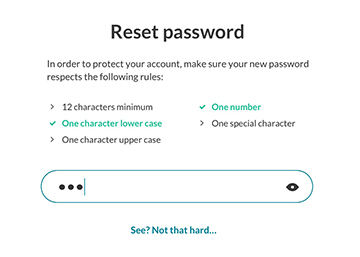 Reset password
In order to protect your account, make sure your new password
respects the following rules:
12 characters minimum
One character lower case
One character upper case
One number
One special character
See? Not that hard...